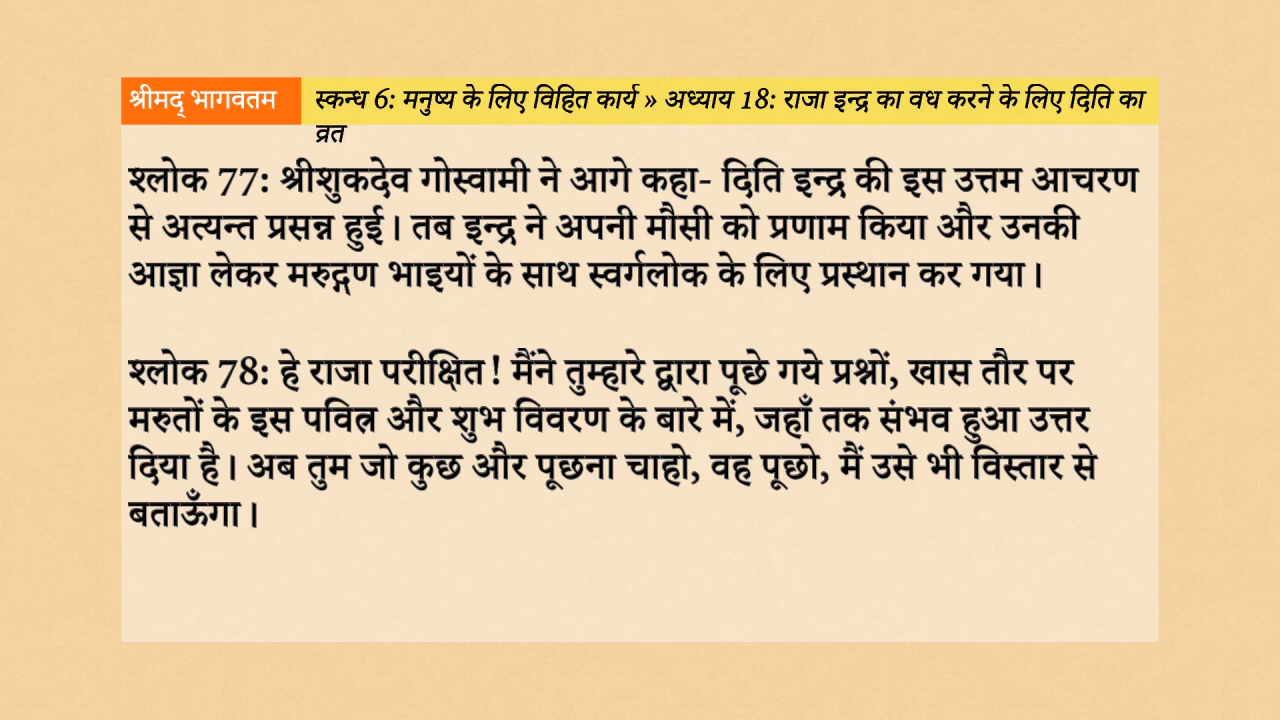 श्रीमद् भागवतम
स्कन्ध 6: मनुष्य के लिए विहित कार्य » अध्याय 18: राजा इन्द्र का वध करने के लिए दिति का
व्रत
श्लोक 77: श्रीशुकदेव गोस्वामी ने आगे कहा- दिति इन्द्र की इस उत्तम आचरण
से अत्यन्त प्रसन्न हुई। तब इन्द्र ने अपनी मौसी को प्रणाम किया और उनकी
आज्ञा लेकर मरुद्गण भाइयों के साथ स्वर्गलोक के लिए प्रस्थान कर गया।
श्लोक 78: हे राजा परीक्षित! मैंने तुम्हारे द्वारा पूछे गये प्रश्नों, खास तौर पर
मरुतों के इस पवित्र और शुभ विवरण के बारे में, जहाँ तक संभव हुआ उत्तर
दिया है। अब तुम जो कुछ और पूछना चाहो, वह पूछो, मैं उसे भी विस्तार से
बताऊँगा।